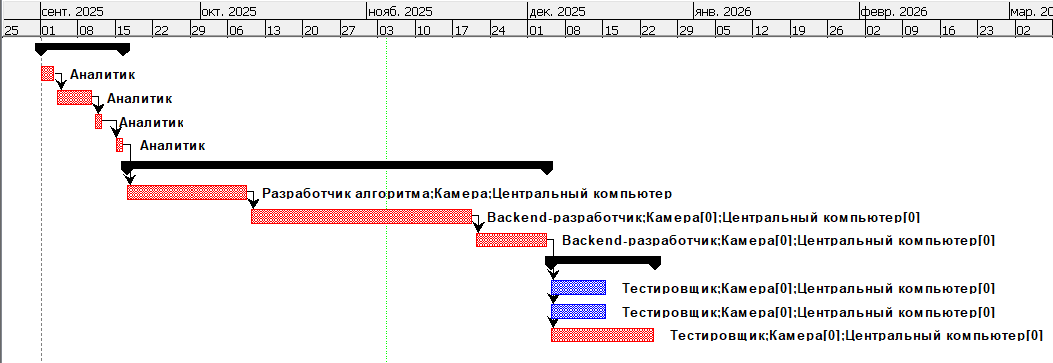 сент. 2025 окт. 2025 нояб. 2025 дек. 2025 янв. 2026 февр. 2026 мар. 2
25 01 08 15 22 29 06 13 20 27 03 10 17 24 01 08 15 22 29 05 12 19 26 02 09 16 23 02 0
Аналитик
Аналитик
Аналитик
Аналитик
Разработчик алгоритма;Камера;Центральный компьютер
Backend-разработчик;Камера[0];Центральный компьютер[0]
Backend-разработчик;Камера[0];Центральный компьютер[0]
Тестировщик;Камера[0];Центральный компьютер[0]
Тестировщик;Камера[0];Центральный компьютер[0]
Тестировщик;Камера[0];Центральный компьютер[0]